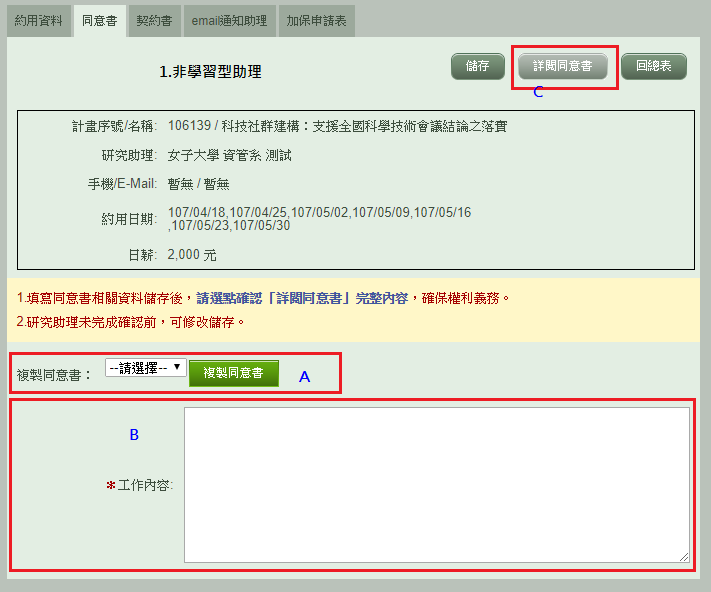 約用資料 同意書 契約書 email通知助理 加保申請表
1.非學習型助理 儲存 詳閱同意書 回總表
C
計畫序號/名稱: 106139 / 科技社群建構：支援全國科學技術會議結論之落實
研究助理: 女子大學 資管系 測試
手機/E-Mail: 暫無 / 暫無
約用日期: 107/04/18,107/04/25,107/05/02,107/05/09,107/05/16
,107/05/23,107/05/30
日薪: 2,000 元
1.填寫同意書相關資料儲存後，請選點確認「詳閱同意書」完整內容，確保權利義務。
2.研究助理未完成確認前，可修改儲存。
複製同意書： --請選擇-- 複製同意書 A
B
＊工作內容: